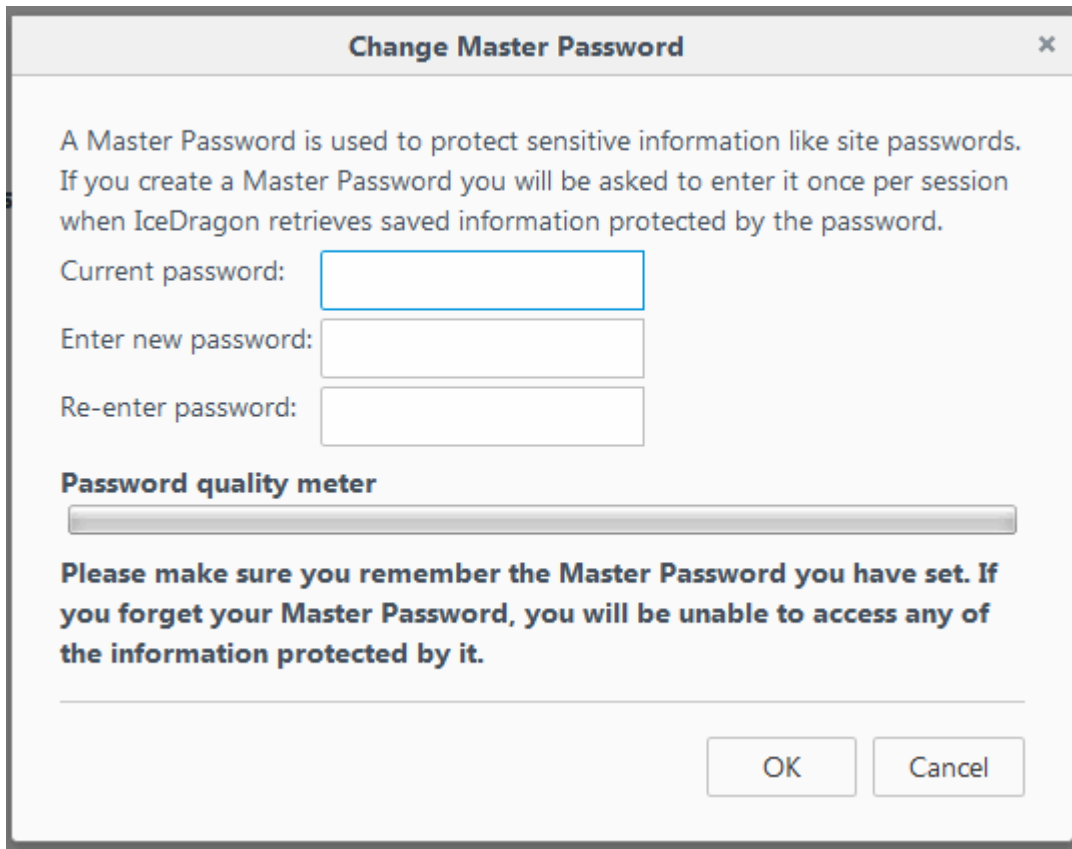 Change Master Password
A Master Password is used to protect sensitive information like site passwords.
If you create a Master Password you will be asked to enter it once per session
when IceDragon retrieves saved information protected by the password.
Current password:
Enter new password:
Re-enter password:
Password quality meter
Please make sure you remember the Master Password you have set. If
you forget your Master Password, you will be unable to access any of
the information protected by it.
OK Cancel